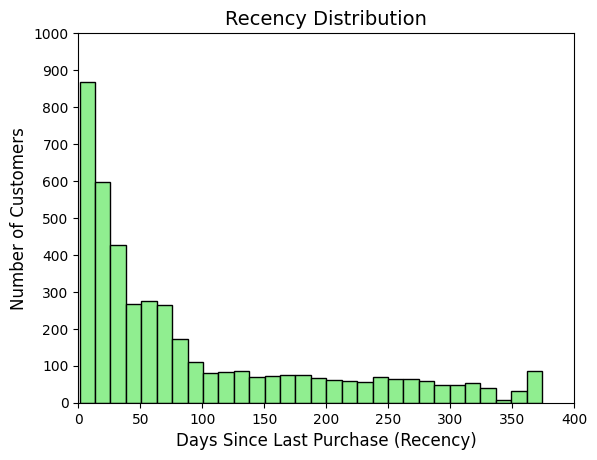 Recency Distribution
1000
900
800
700
600
500
400
300
200
100
0
Number of Customers
0 50 100 150 200 250 300 350 400
Days Since Last Purchase (Recency)